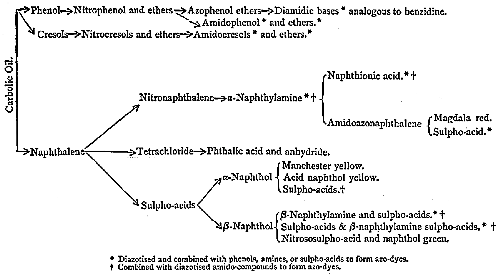 Carbolic Oil.
Phenol→Nitrophenol and ethers→Azophenol ethers→Diamidic bases * analogous to benzidine.
Amidophenol * and ethers.*
Cresols→Nitrocresols and ethers→Amidocresols * and ethers.*
Naphthionic acid.* †
Nitronaphthalene→α-Naphthylamine * †
Amidoazonaphthalene
Magdala red.
Sulpho-acid.*
Naphthalene
Tetrachloride→Phthalic acid and anhydride.
α-Naphthol
Manchester yellow.
Acid naphthol yellow.
Sulpho-acids.†
Sulpho-acids
β-Naphthol
β-Naphthylamine and sulpho-acids.* †
Sulpho-acids & β-naphthylamine sulpho-acids.* †
Nitrososulpho-acid and naphthol green.
* Diazotised and combined with phenols, amines, or sulpho-acids to form azo-dyes.
† Combined with diazotised amido-compounds to form azo-dyes.